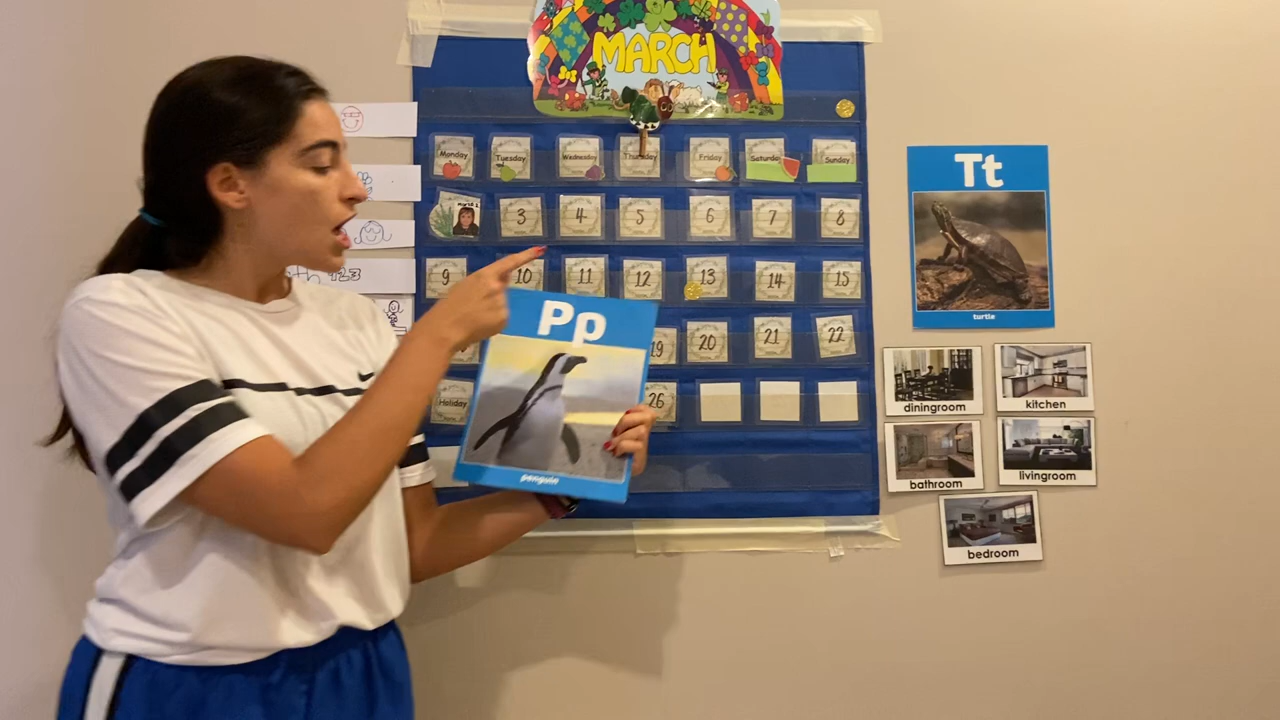 MARCH
Monday
Tuesday
Wednesday
Thursday
Friday
Saturday
Sunday
3
4
5
6
7
8
9
10
11
12
13
14
15
19
20
21
22
Holiday
26
123
Pp
penguin
Tt
turtle
diningroom
kitchen
bathroom
livingroom
bedroom